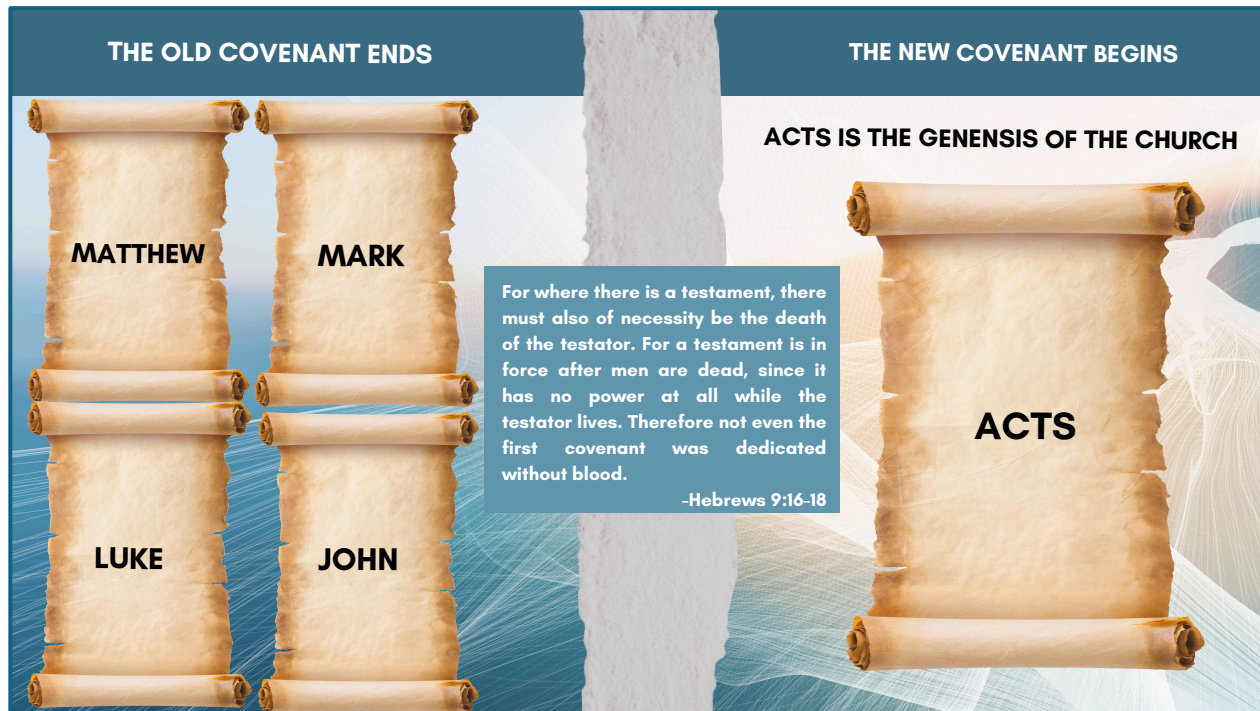 THE OLD COVENANT ENDS
MATTHEW
MARK
LUKE
JOHN
For where there is a testament, there
must also of necessity be the death
of the testator. For a testament is in
force after men are dead, since it
has no power at all while the
testator lives. Therefore not even the
first covenant was dedicated
without blood.
-Hebrews 9:16-18
THE NEW COVENANT BEGINS
ACTS IS THE GENENSIS OF THE CHURCH
ACTS